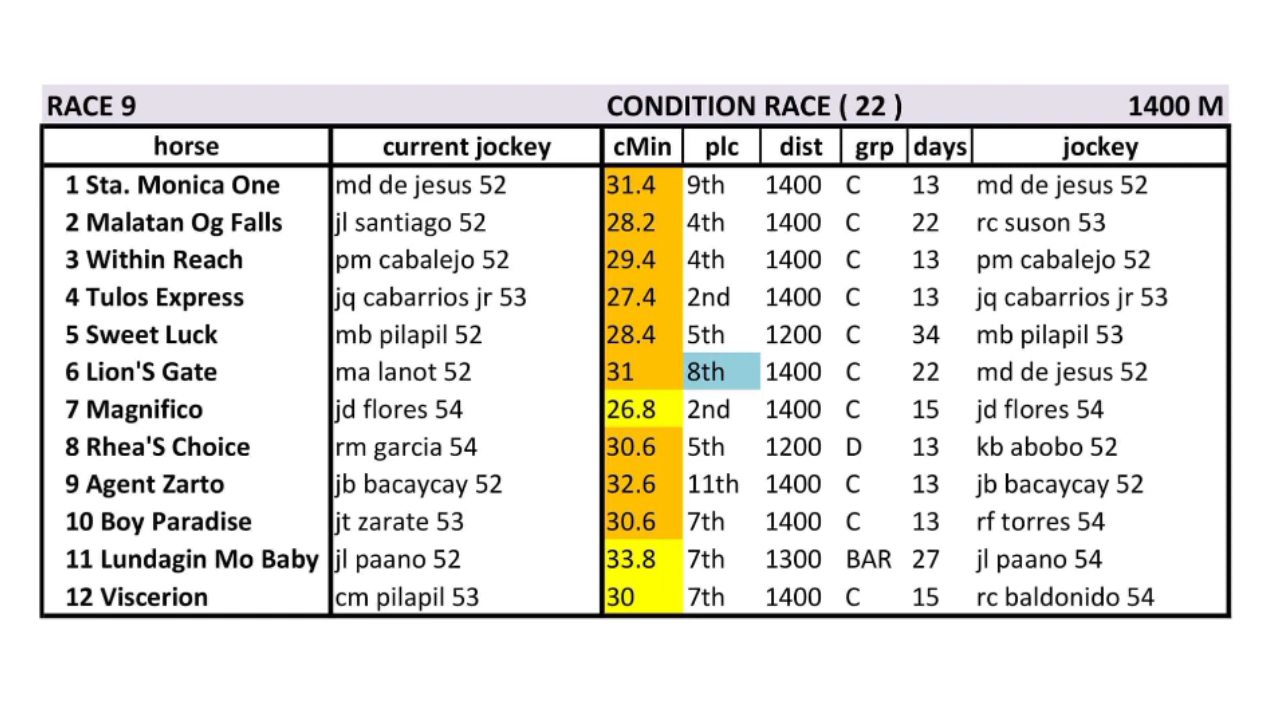 RACE 9 CONDITION RACE ( 22 ) 1400 M
horse current jockey cMin plc dist grp days jockey
1 Sta. Monica One md de jesus 52 31.4 9th 1400 C 13 md de jesus 52
2 Malatan Og Falls jl santiago 52 28.2 4th 1400 C 22 rc suson 53
3 Within Reach pm cabalejo 52 29.4 4th 1400 C 13 pm cabalejo 52
4 Tulos Express jq cabarrios jr 53 27.4 2nd 1400 C 13 jq cabarrios jr 53
5 Sweet Luck mb pilapil 52 28.4 5th 1200 C 34 mb pilapil 53
6 Lion'S Gate ma lanot 52 31 8th 1400 C 22 md de jesus 52
7 Magnifico jd flores 54 26.8 2nd 1400 C 15 jd flores 54
8 Rhea'S Choice rm garcia 54 30.6 5th 1200 D 13 kb abobo 52
9 Agent Zarto jb bacaycay 52 32.6 11th 1400 C 13 jb bacaycay 52
10 Boy Paradise jt zarate 53 30.6 7th 1400 C 13 rf torres 54
11 Lundagin Mo Baby jl paano 52 33.8 7th 1300 BAR 27 jl paano 54
12 Viscerion cm pilapil 53 30 7th 1400 C 15 rc baldonido 54